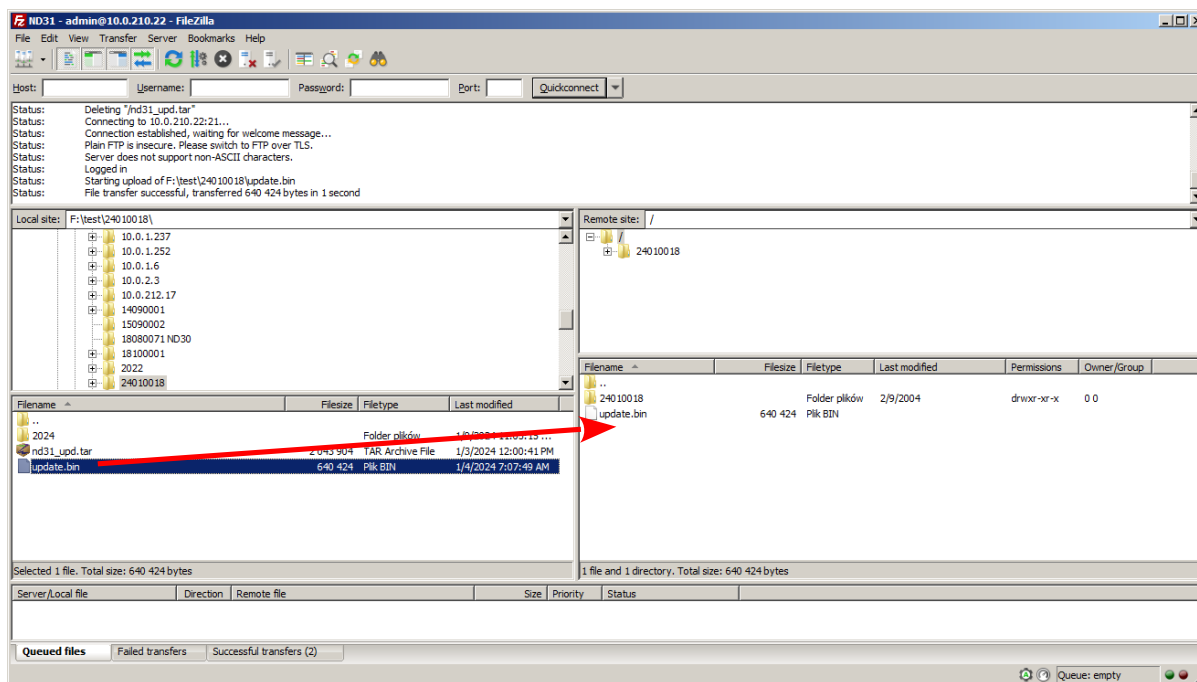 ND31 - admin@10.0.210.22 - FileZilla
File Edit View Transfer Server Bookmarks Help
Host: Username: Password: Port: Quickconnect
Status: Deleting "/nd31_upd.tar"
Status: Connecting to 10.0.210.22:21...
Status: Connection established, waiting for welcome message...
Status: Plain FTP is insecure. Please switch to FTP over TLS.
Status: Server does not support non-ASCII characters.
Status: Logged in
Status: Starting upload of F:\test\24010018\update.bin
Status: File transfer successful, transferred 640 424 bytes in 1 second
Local site: F:\test\24010018\
10.0.1.237
10.0.1.252
10.0.1.6
10.0.2.3
10.0.212.17
14090001
15090002
18080071 ND30
18100001
2022
24010018
Filename Filesize Filetype Last modified
..
2024 Folder plików
nd31_upd.tar 2 043 904 TAR Archive File 1/3/2024 12:00:41 PM
update.bin 640 424 Plik BIN 1/4/2024 7:07:49 AM
Selected 1 file. Total size: 640 424 bytes
Remote site: /
/
24010018
Filename Filesize Filetype Last modified Permissions Owner/Group
..
24010018 Folder plików 2/9/2004 drwxr-xr-x 0 0
update.bin 640 424 Plik BIN
1 file and 1 directory. Total size: 640 424 bytes
Server/Local file Direction Remote file Size Priority Status
Queued files Failed transfers Successful transfers (2)
Queue: empty